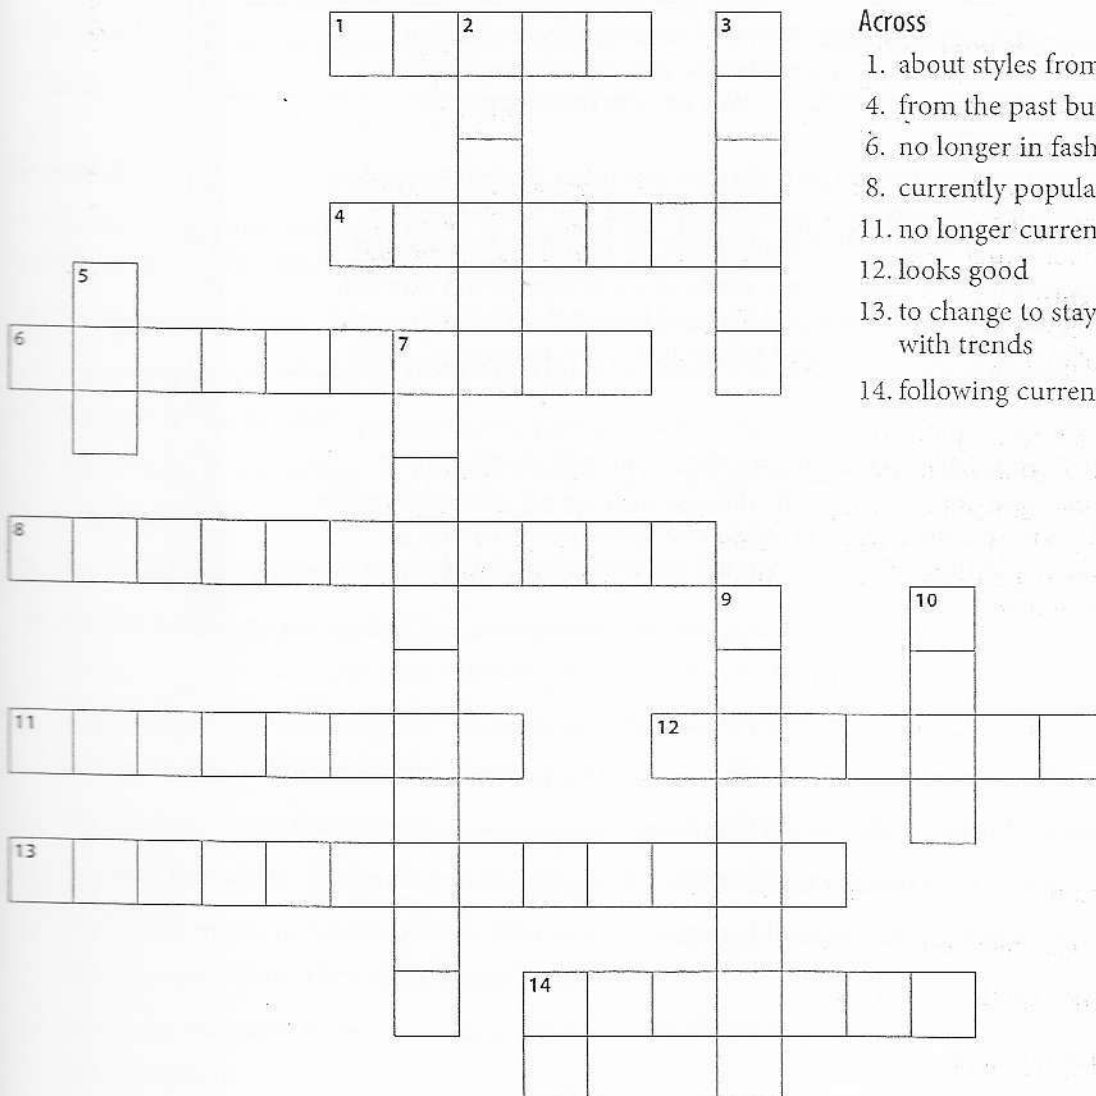 1 2 3
Across
1. about styles from
4. from the past bu
4
6. no longer in fash
8. currently popula
11. no longer curren
5
12. looks good
13. to change to stay
6 7
with trends
14. following curren
8
9 10
11 12
13
14